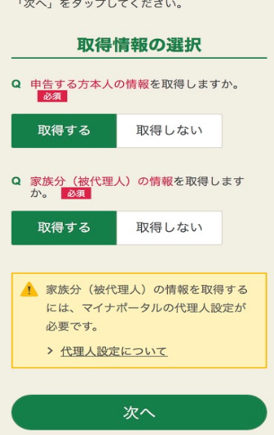 「次へ」をタップしてください。
取得情報の選択
Q 申告する方本人の情報を取得しますか。
必須
取得する 取得しない
Q 家族分（被代理人）の情報を取得します
か。 必須
取得する 取得しない
家族分（被代理人）の情報を取得する
には、マイナポータルの代理人設定が
必要です。
> 代理人設定について
次へ